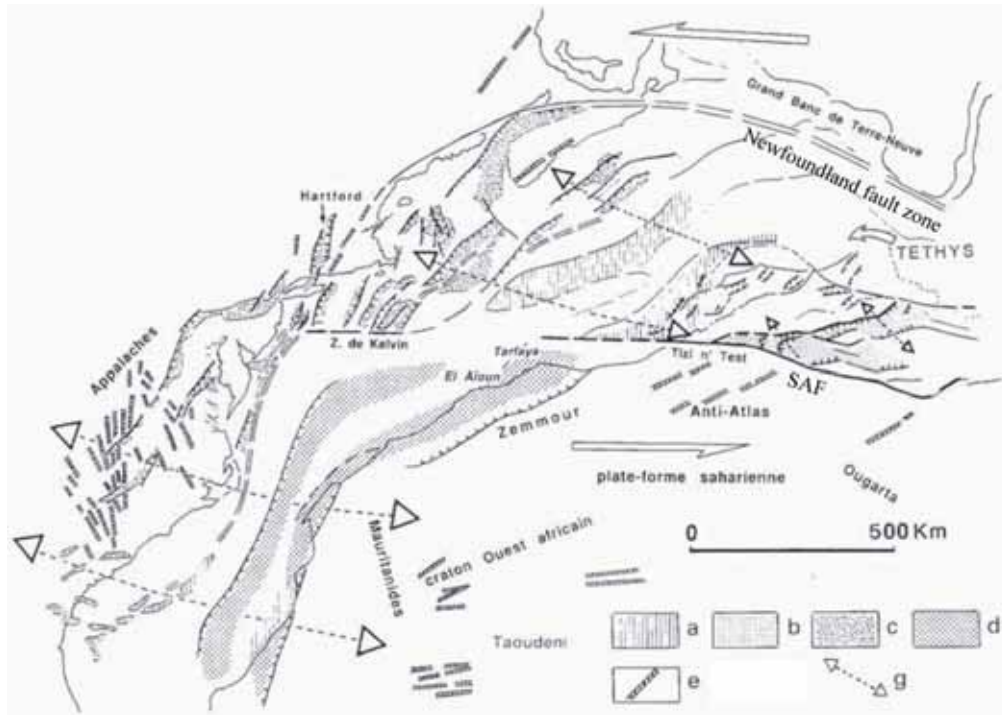 Grand Banc de Terre-Neuve
Newfoundland fault zone
Hartford
TETHYS
Z. de Kelvin
Tizi n' Test
Tarfaya
El Aïoun
SAF
Appalaches
Anti-Atlas
Zemmour
plate-forme saharienne
Ougarta
0 500 Km
Mauritanides
craton Ouest africain
Taoudeni
a b c d
e g